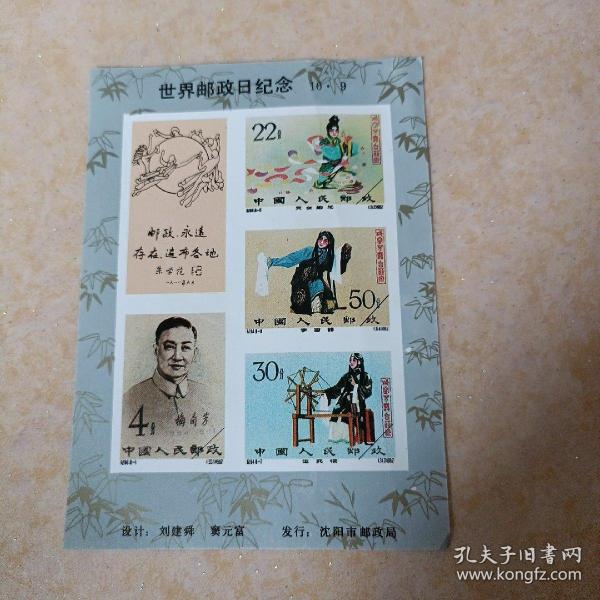 世界邮政日纪念 10·9
邮政、永远
存在、遍布各地
朱学范
22分
中国人民邮政
50分
中国人民邮政
4分
梅兰芳
中国人民邮政
30分
中国人民邮政
设计：刘建舜 窦元富 发行：沈阳市邮政局
孔夫子旧书网
www.kongfz.com